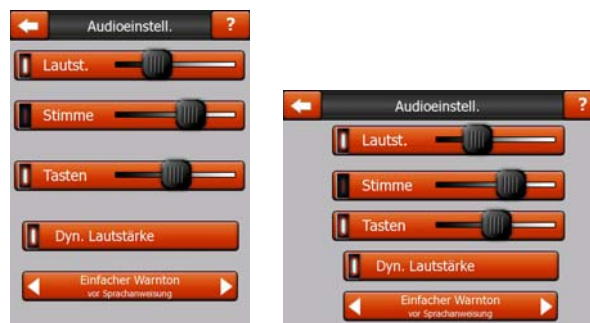 Audioeinstell. ?
Lautst.
Stimme
Tasten
Dyn. Lautstärke
Einfacher Warnton
vor Sprachanweisung
Audioeinstell. ?
Lautst.
Stimme
Tasten
Dyn. Lautstärke
Einfacher Warnton
vor Sprachanweisung